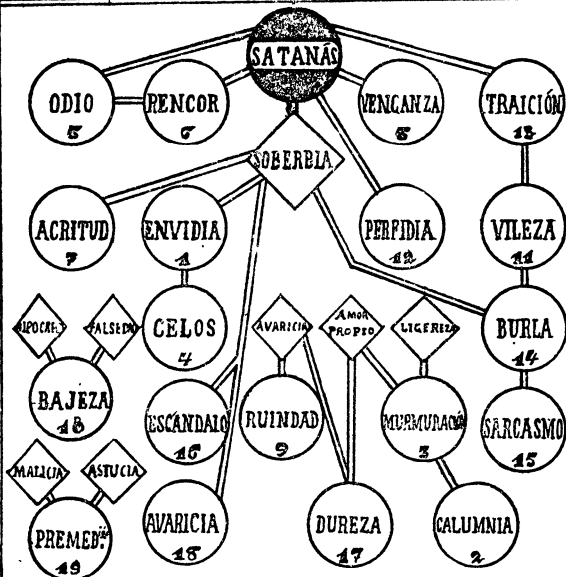 SATANÁS
ODIO
5
RENCOR
6
VENGANZA
8
TRAICIÓN
13
SOBERBIA
ACRITUD
7
ENVIDIA
1
PERFIDIA
12
VILEZA
11
FALSEDAD
CELOS
4
AVARICIA
AMOR
PROPIO
LIGEREZA
BURLA
14
BAJEZA
18
ESCÁNDALO
16
RUINDAD
9
MURMURACIÓN
3
SARCASMO
15
MALICIA
ASTUCIA
PREMEDON
19
AVARICIA
18
DUREZA
17
CALUMNIA
2